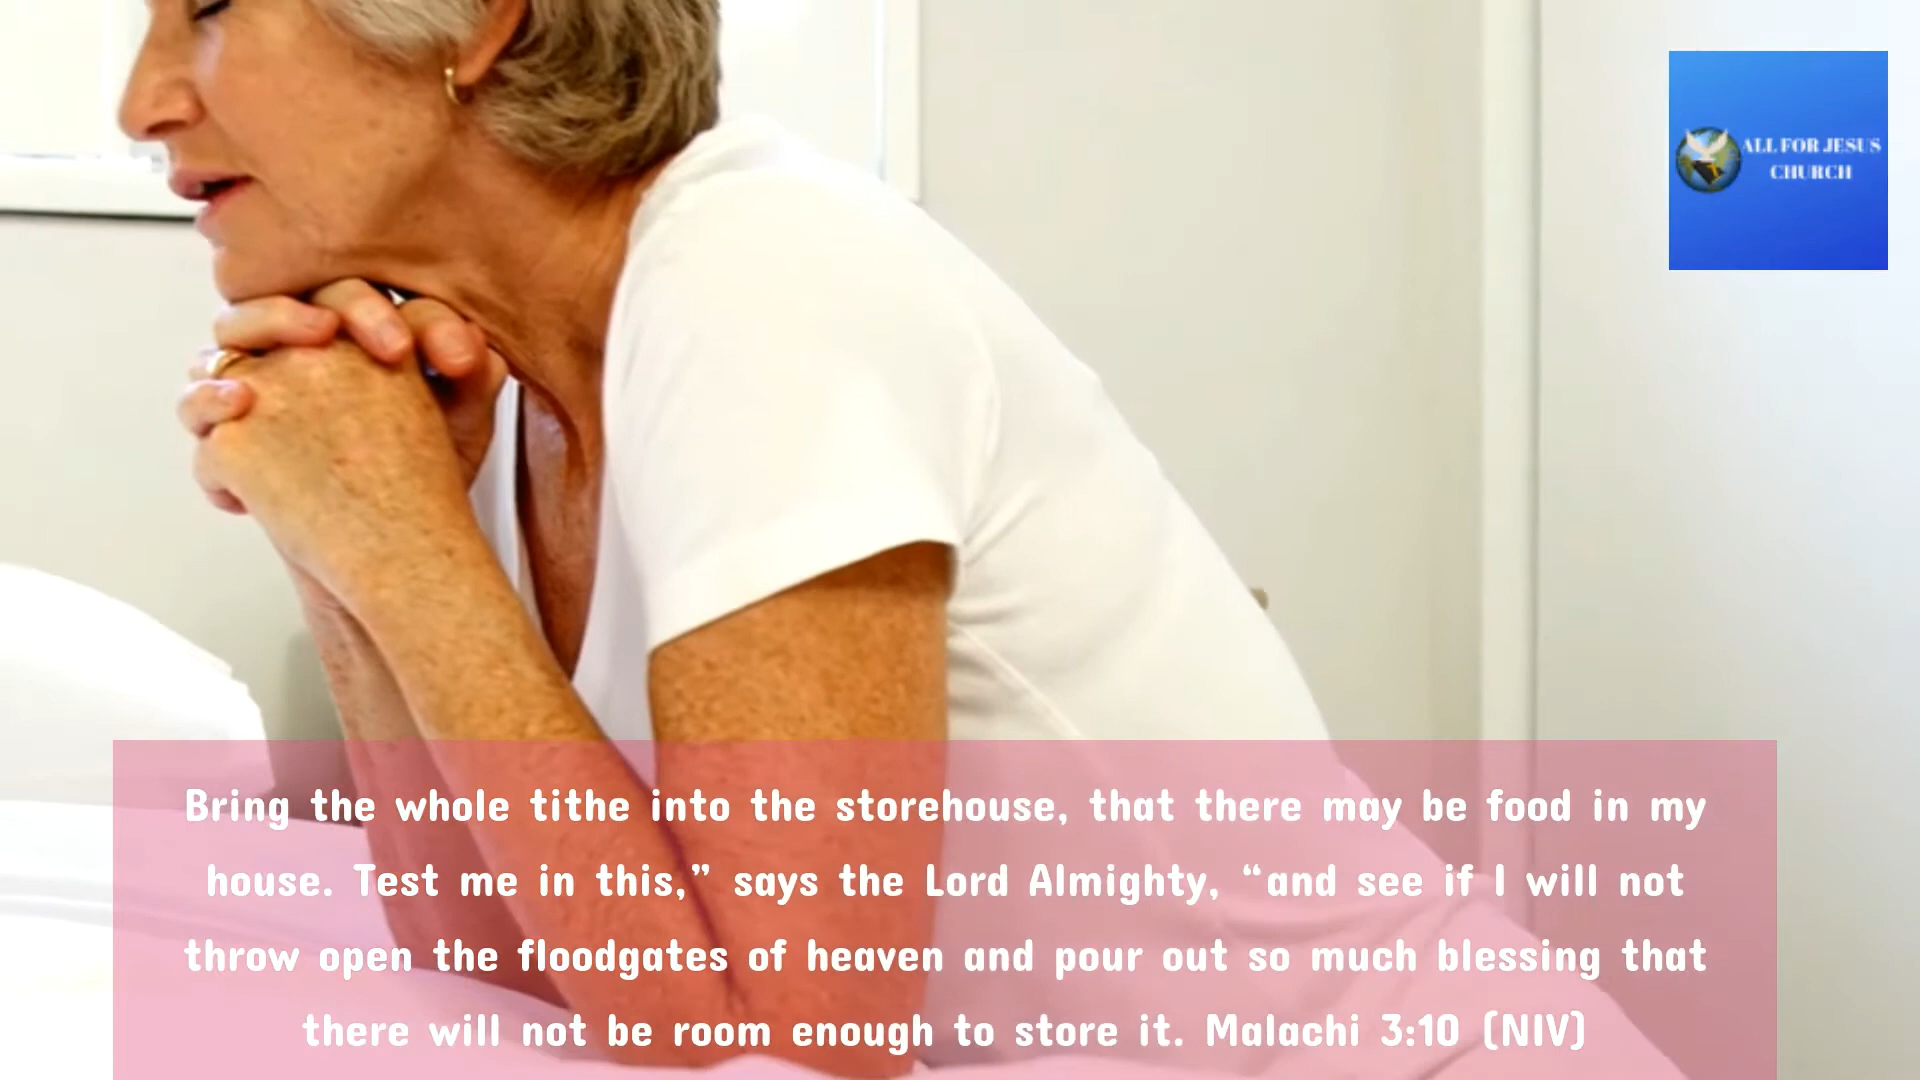 ALL FOR JESUS
CHURCH
Bring the whole tithe into the storehouse, that there may be food in my
house. Test me in this,” says the Lord Almighty, “and see if I will not
throw open the floodgates of heaven and pour out so much blessing that
there will not be room enough to store it. Malachi 3:10 (NIV)